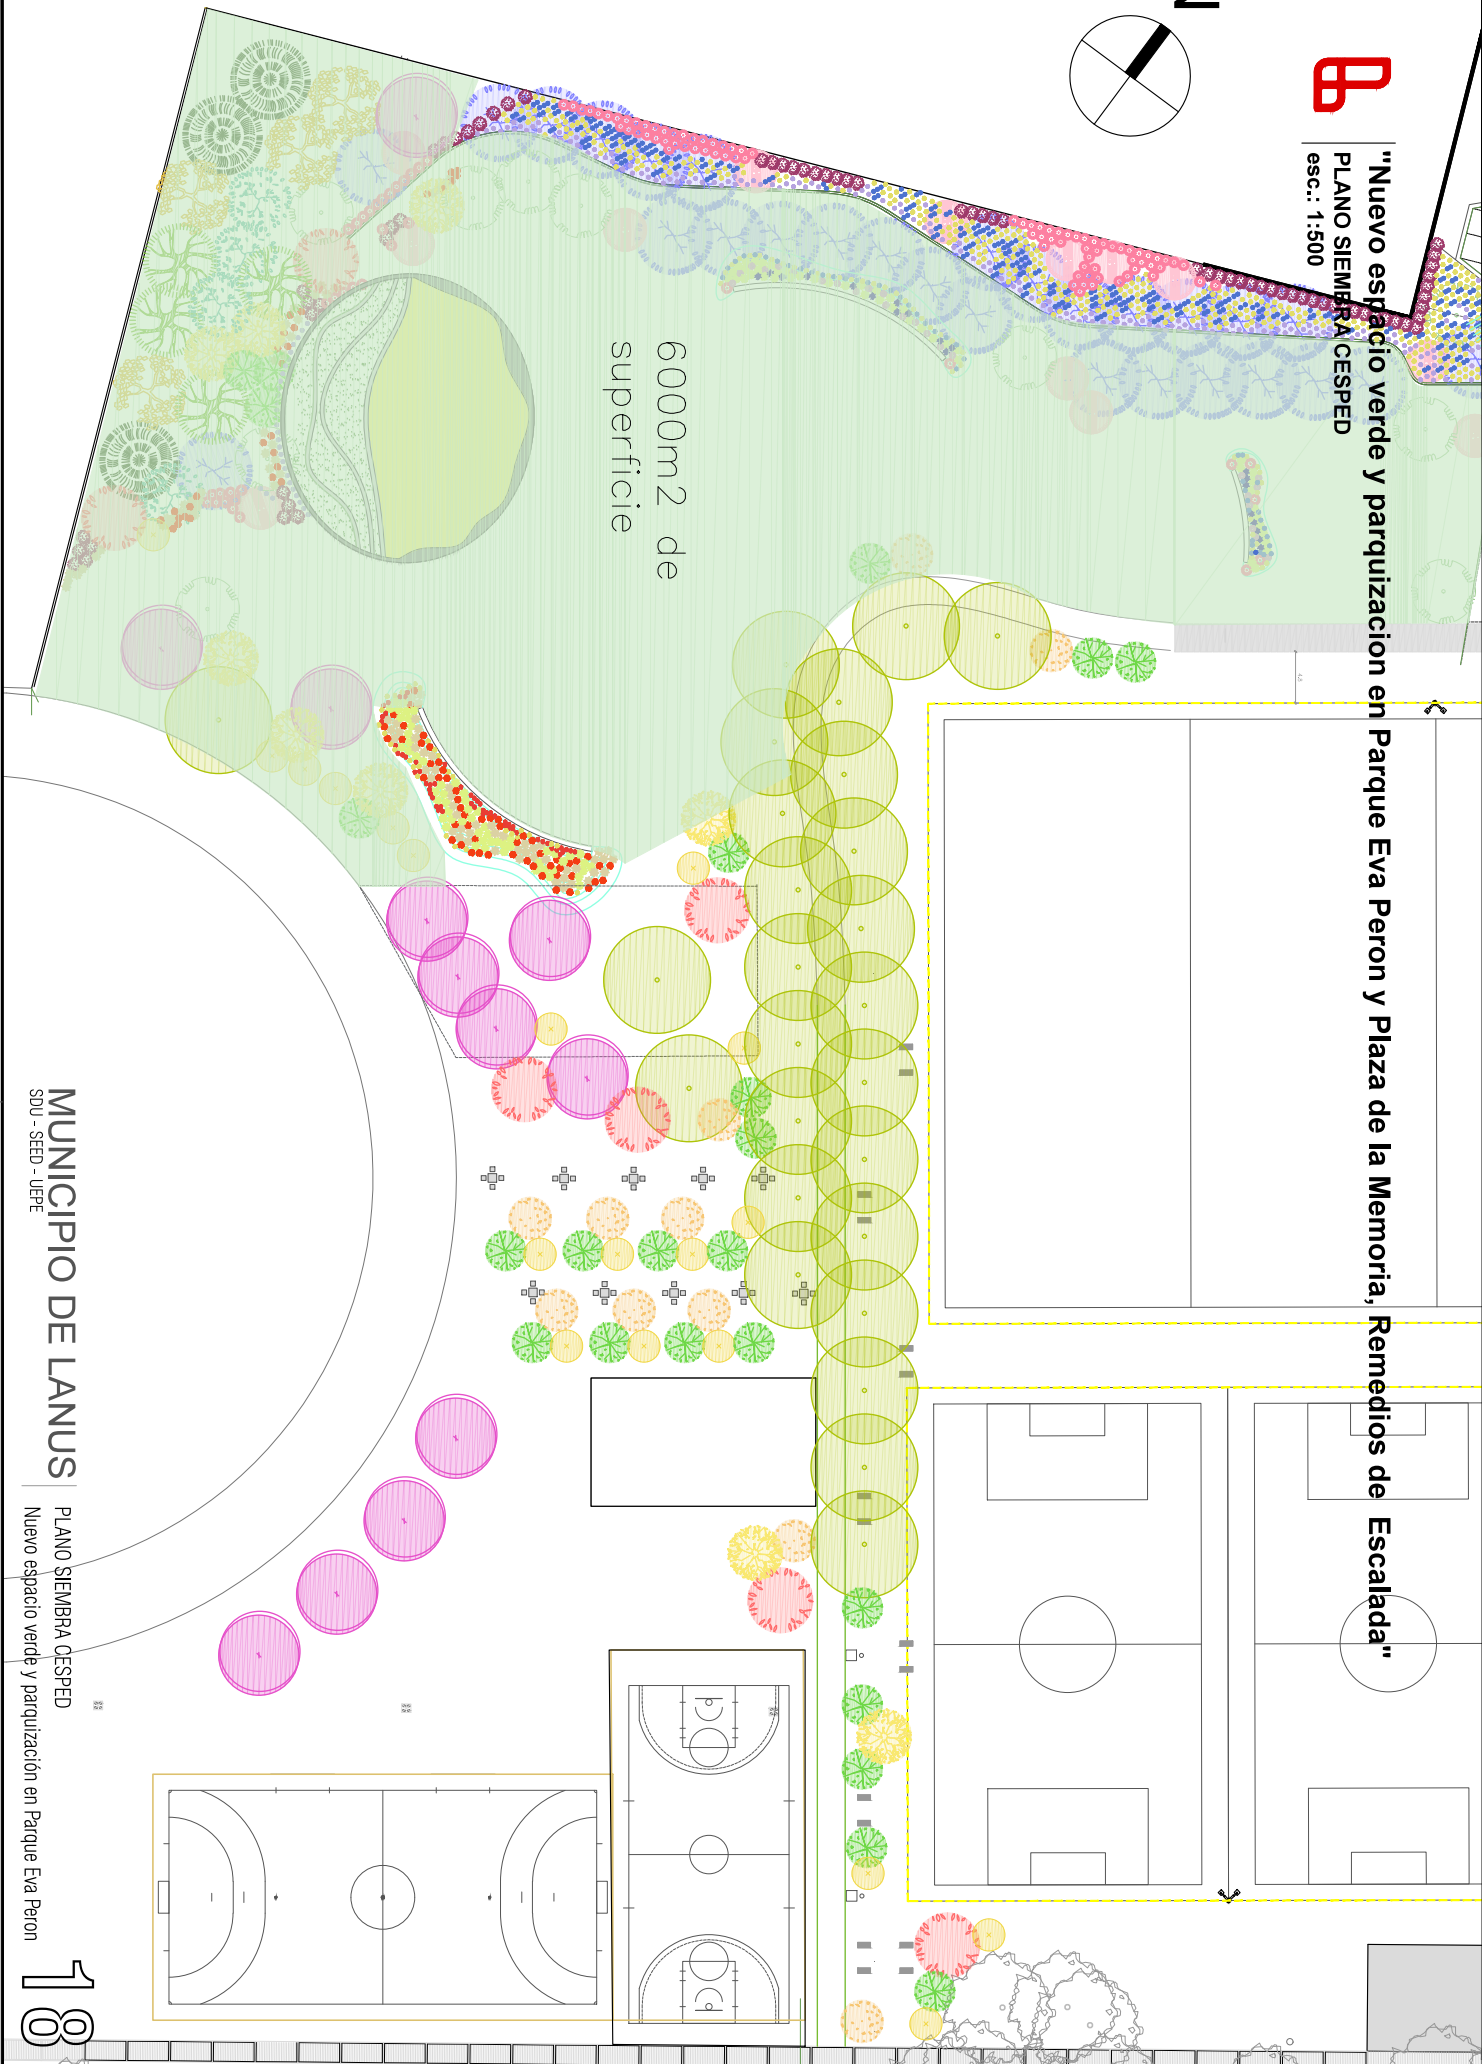 N
"Nuevo espacio verde y parquizacion en Parque Eva Peron y Plaza de la Memoria, Remedios de Escalada"
PLANO SIEMBRA CESPED
esc.: 1:500
6000m2 de
superficie
MUNICIPIO DE LANUS
SDU - SEED - UEPE
PLANO SIEMBRA CESPED
Nuevo espacio verde y parquización en Parque Eva Peron
18